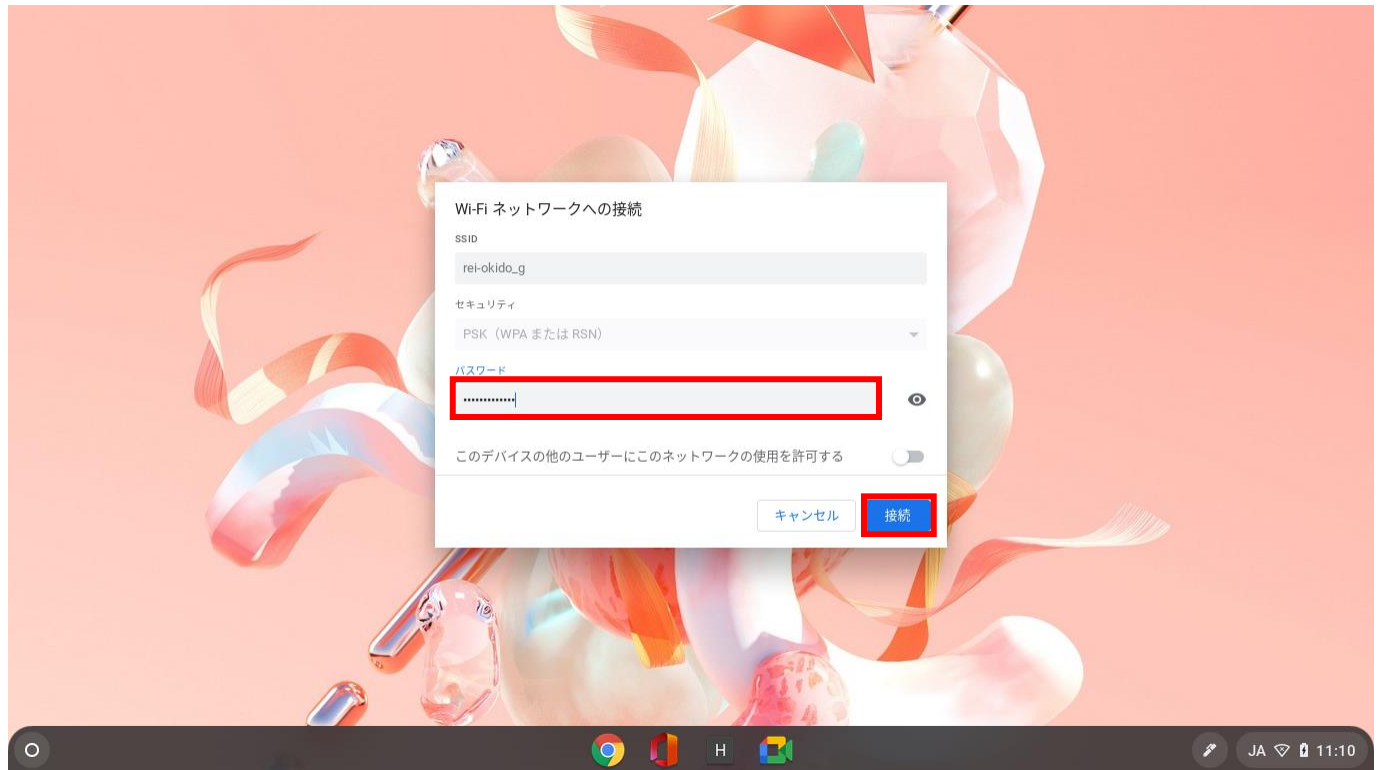 Wi-Fi ネットワークへの接続
SSID
rei-okido_g
セキュリティ
PSK（WPA または RSN）
パスワード
•••••••••••••
このデバイスの他のユーザーにこのネットワークの使用を許可する
キャンセル
接続
H
JA 11:10